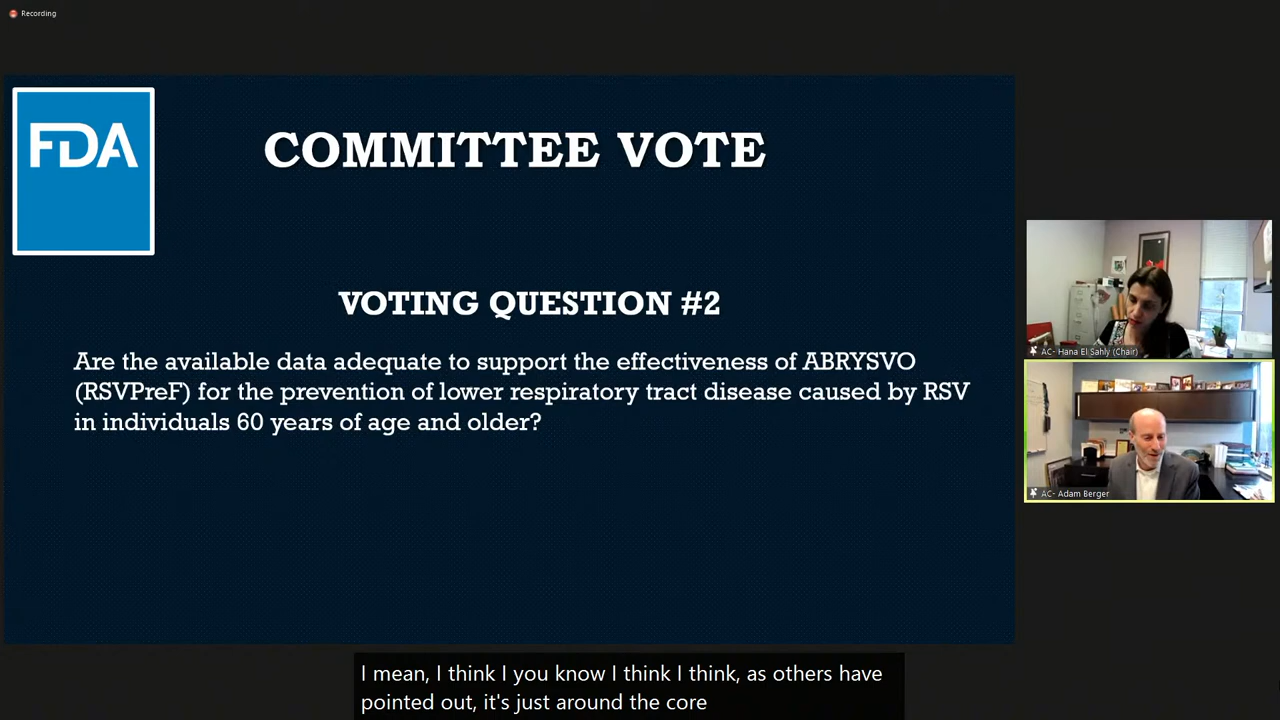 Recording
FDA
COMMITTEE VOTE
VOTING QUESTION #2
Are the available data adequate to support the effectiveness of ABRYSVO
(RSVPreF) for the prevention of lower respiratory tract disease caused by RSV
in individuals 60 years of age and older?
AC- Hana El Sahly (Chair)
AC- Adam Berger
I mean, I think I you know I think I think, as others have
pointed out, it's just around the core